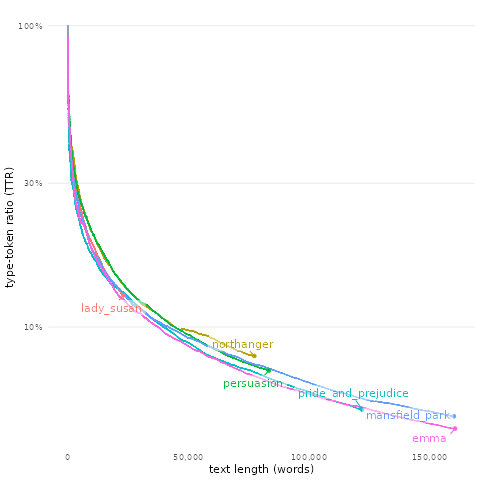 100%
30%
10%
type-token ratio (TTR)
lady_susan
northanger
persuasion
pride_and_prejudice
mansfield_park
emma
0
50,000
100,000
150,000
text length (words)